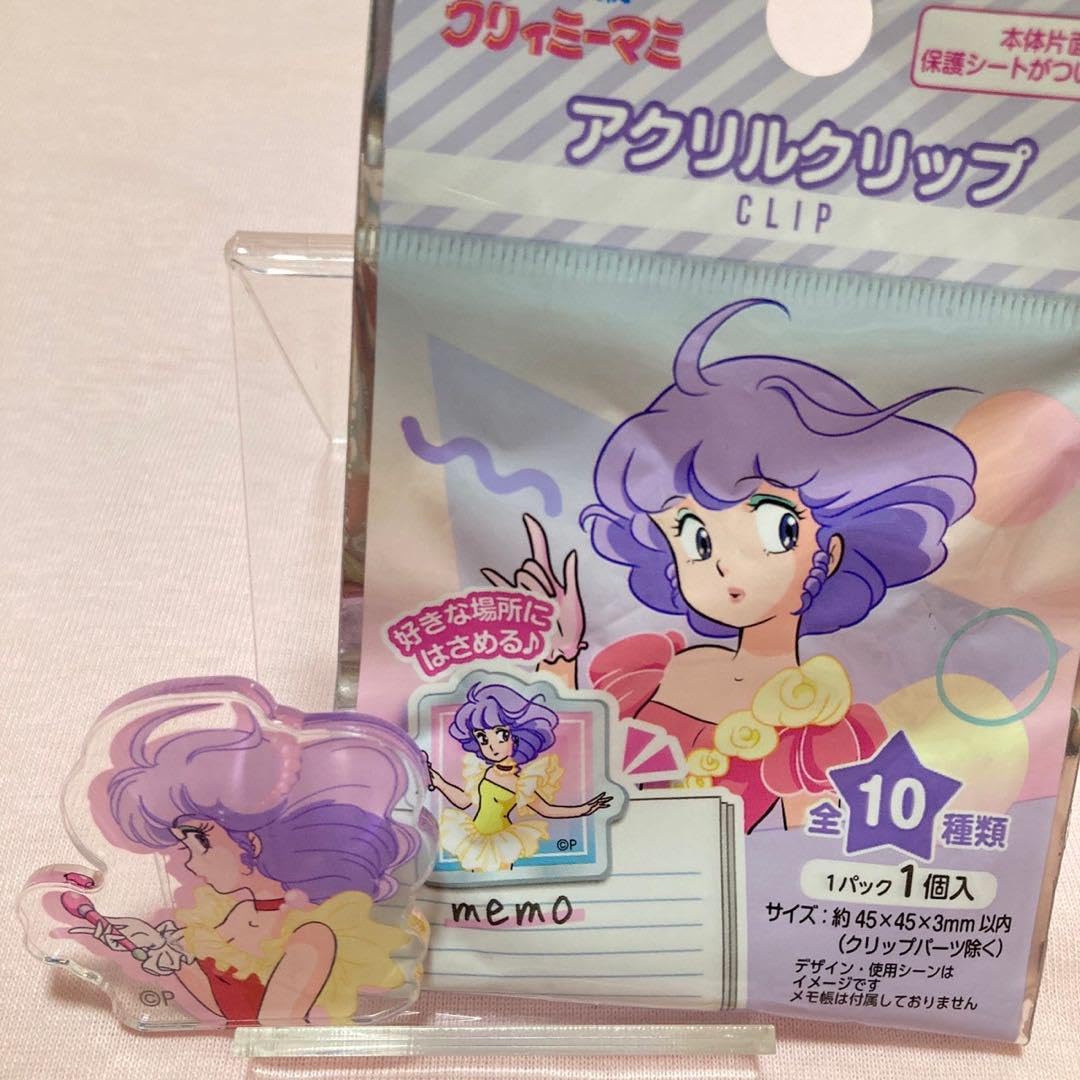 クリィミーマミ
本体片面
保護シートがつい
アクリルクリップ
CLIP
好きな場所に
はさめる♪
©P
memo
全10種類
1パック1個入
サイズ:約45×45×3mm以内
(クリップパーツ除く)
デザイン・使用シーンは
イメージです
メモ帳は付属しておりません
©P